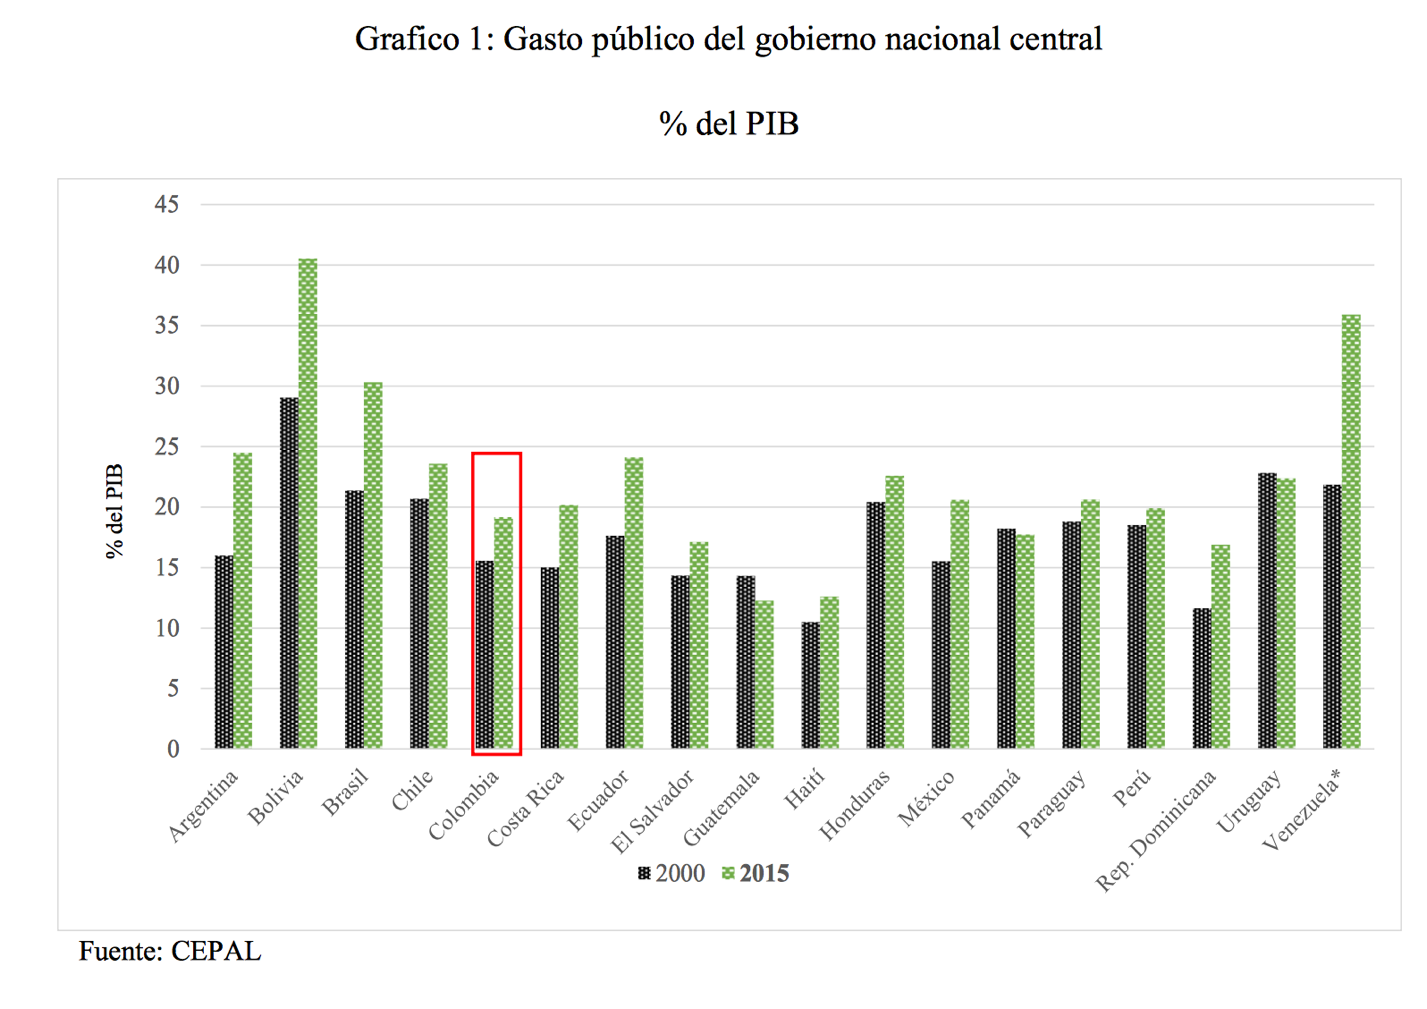 Grafico 1: Gasto público del gobierno nacional central
% del PIB
45
40
35
30
25
20
15
10
5
0
% del PIB
Argentina
Bolivia
Brasil
Chile
Colombia
Costa Rica
Ecuador
El Salvador
Guatemala
Haití
Honduras
México
Panamá
Paraguay
Perú
Rep. Dominicana
Uruguay
Venezuela*
2000 2015
Fuente: CEPAL